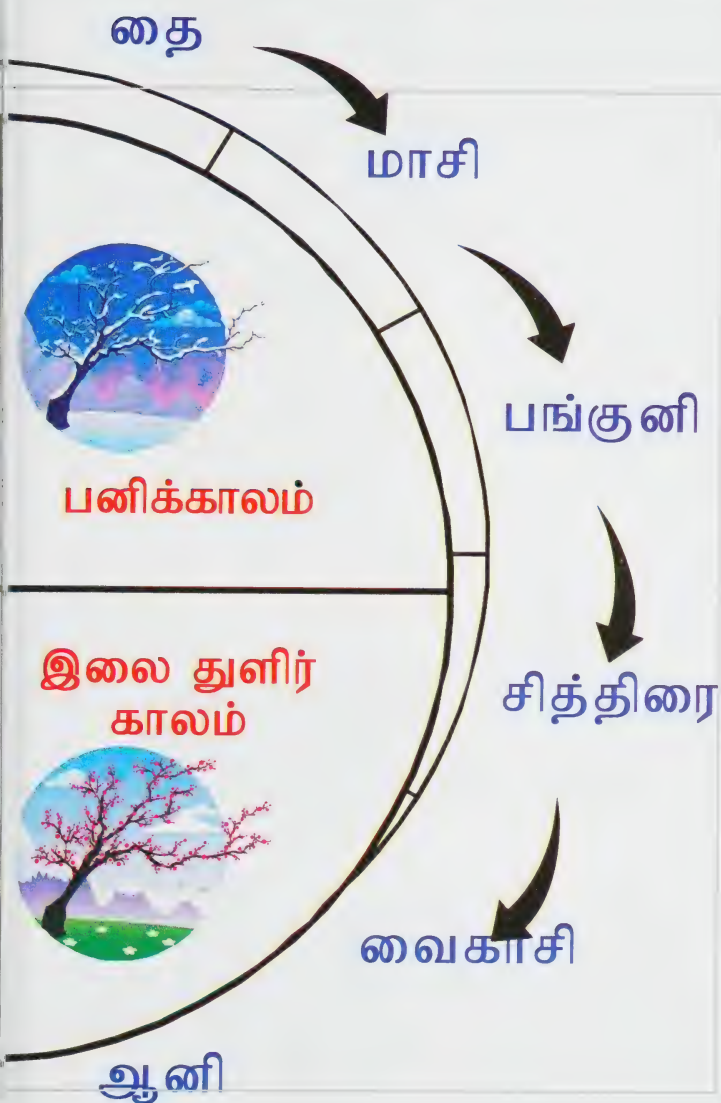 தை
மாசி
பங்குனி
பனிக்காலம்
இலை துளிர்
காலம்
சித்திரை
வைகாசி
ஆனி